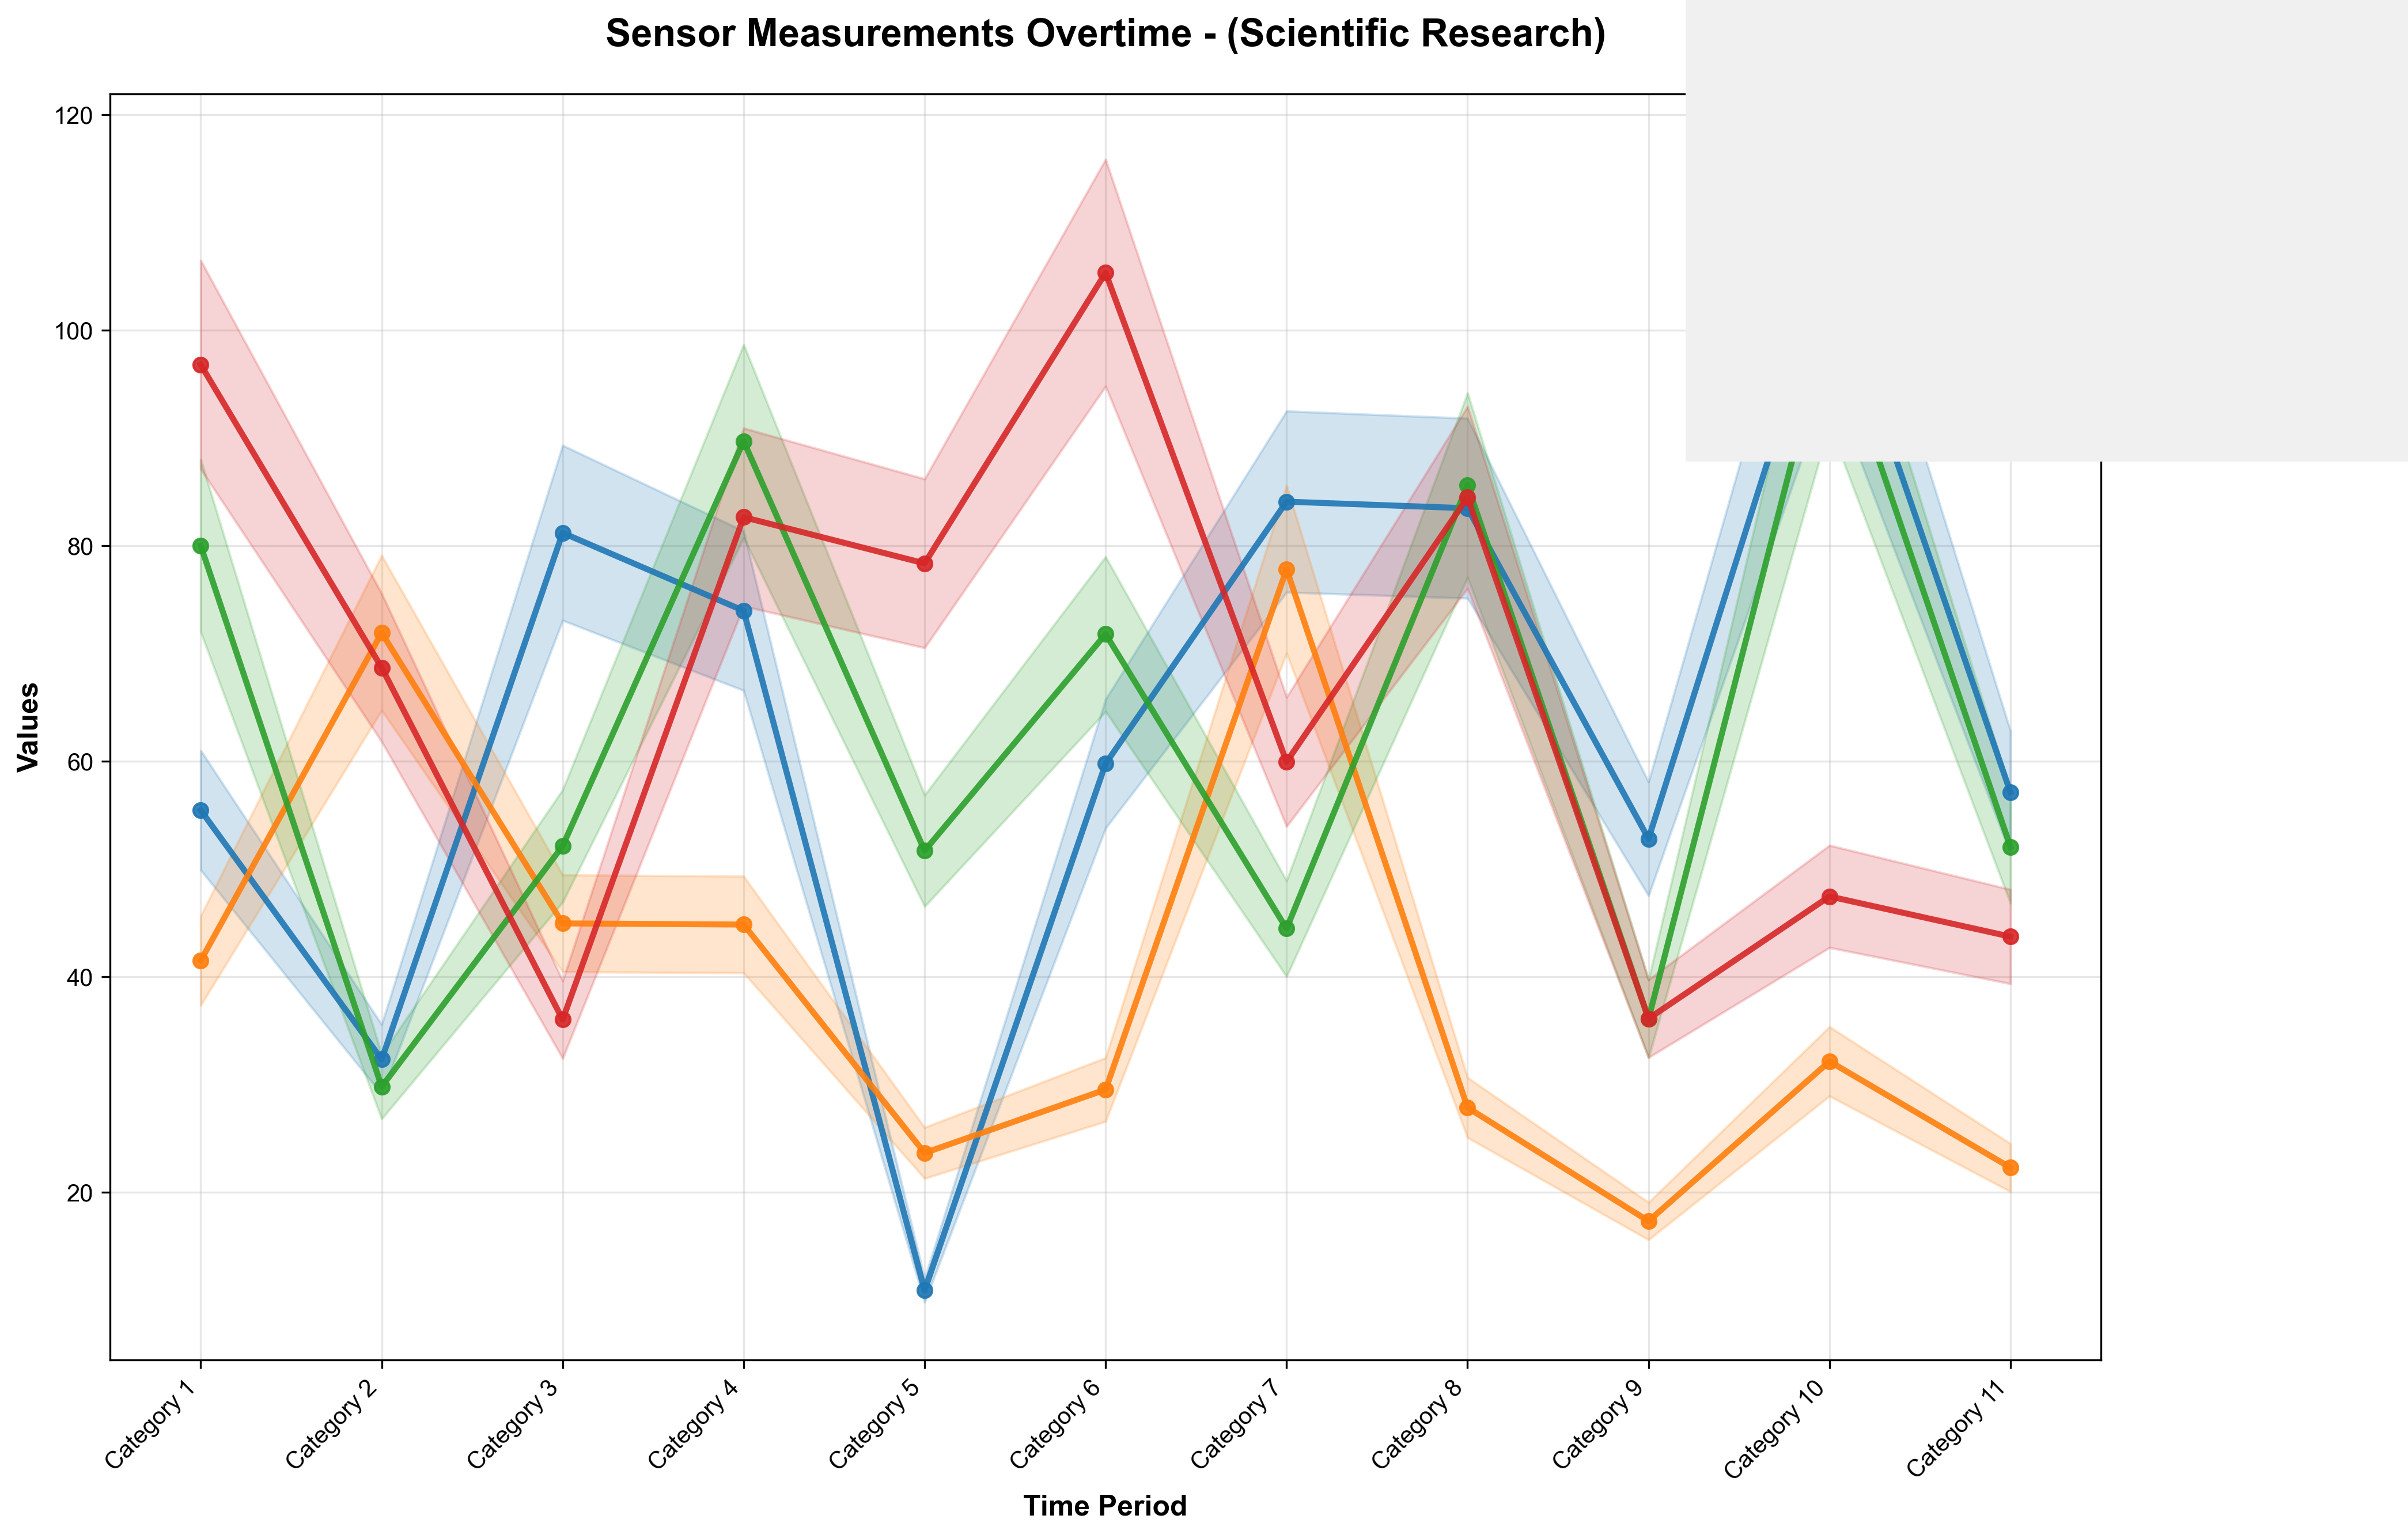 Sensor Measurements Overtime - (Scientific Research)
120
100
80
60
40
20
Values
Category 1
Category 2
Category 3
Category 4
Category 5
Category 6
Category 7
Category 8
Category 9
Category 10
Category 11
Time Period